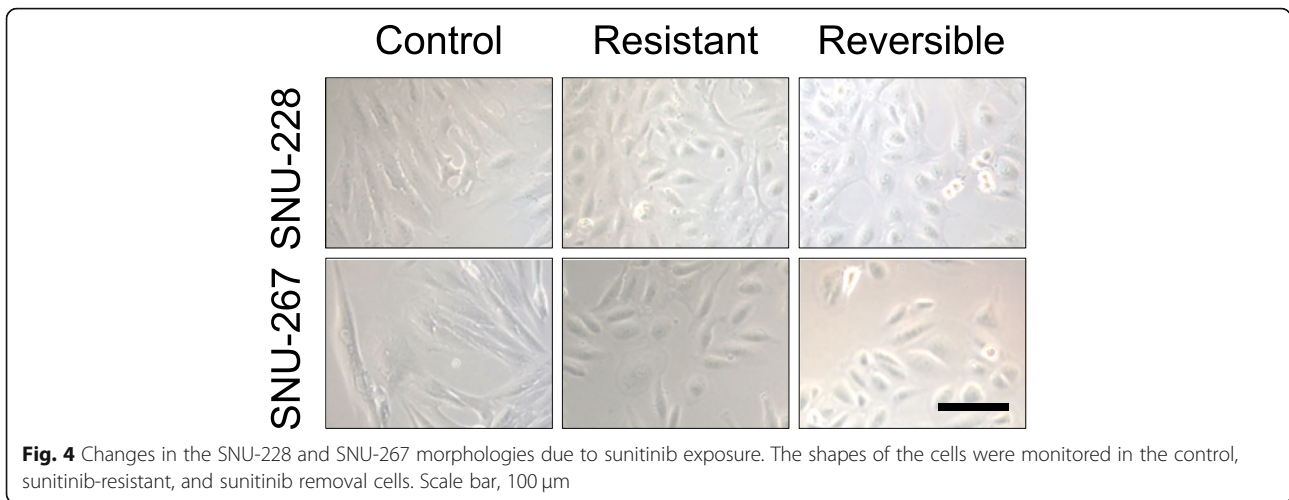 Control Resistant Reversible
SNU-228
SNU-267
Fig. 4 Changes in the SNU-228 and SNU-267 morphologies due to sunitinib exposure. The shapes of the cells were monitored in the control,
sunitinib-resistant, and sunitinib removal cells. Scale bar, 100 μm